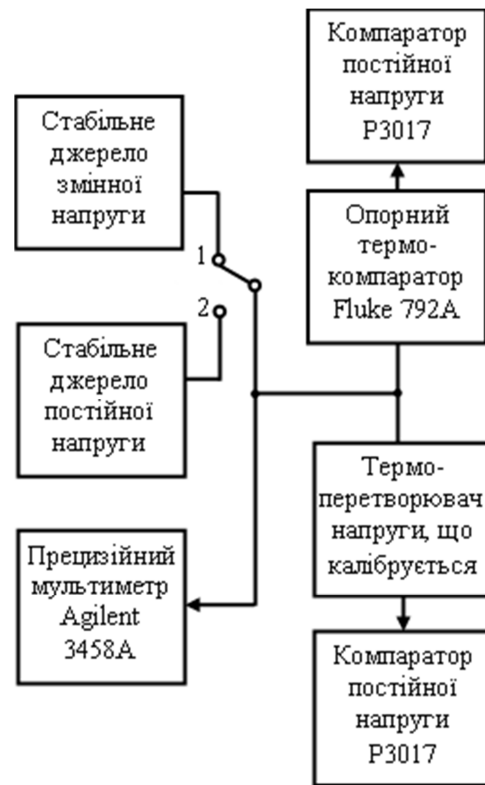 Стабільне
джерело
змінної
напруги
1
2
Стабільне
джерело
постійної
напруги
Прецизійний
мультиметр
Agilent
3458A
Компаратор
постійної
напруги
Р3017
Опорний
термо-
компаратор
Fluke 792A
Термо-
перетворювач
напруги, що
калібрується
Компаратор
постійної
напруги
Р3017